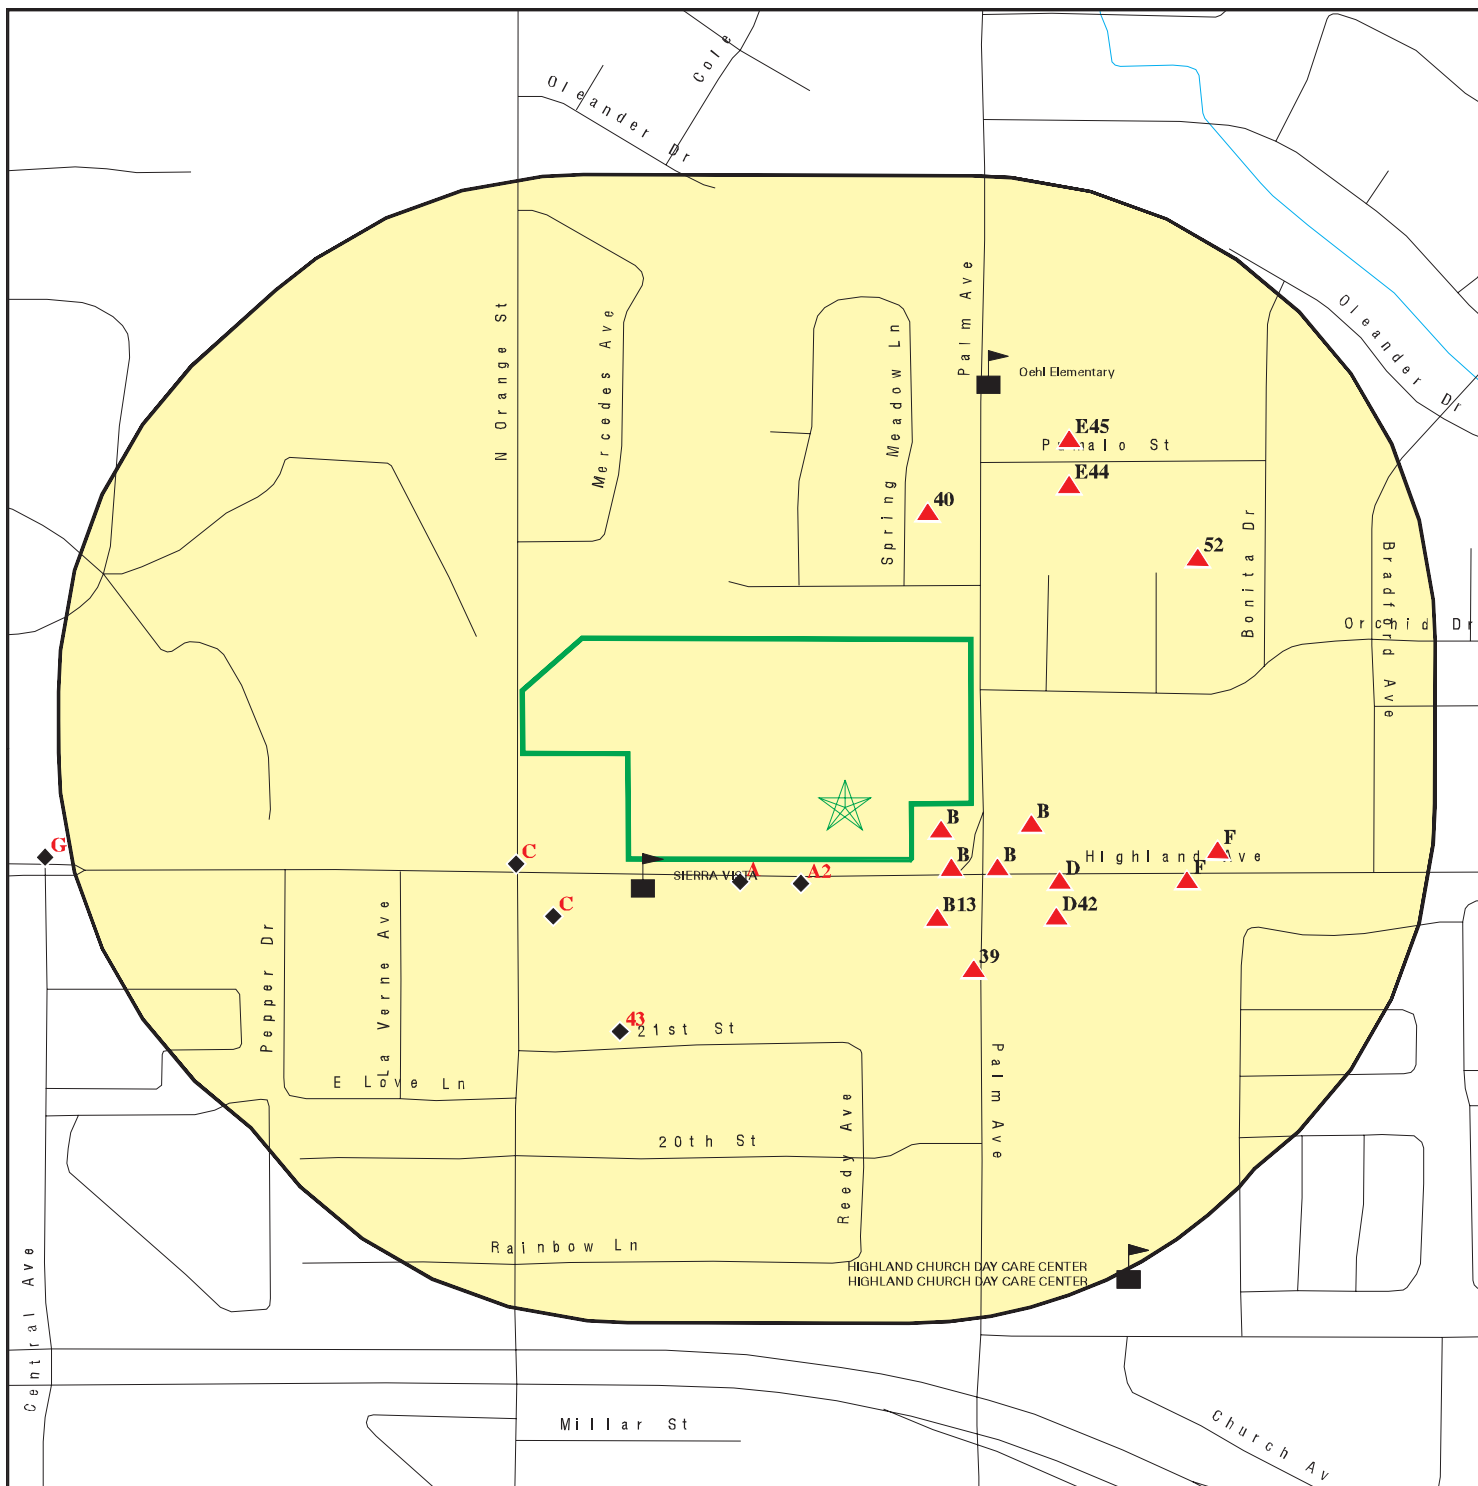 Cole
Oleander Dr
Palm Ave
N Orange St
Mercedes Ave
Spring Meadow Ln
Oleander Dr
Oehl Elementary
E45
Pumalo St
E44
40
52
Bonita Dr
Bradford Ave
Orchid Dr
B
B
G
C
B
B
Highland Ave
F
SIERRA VISTA
A
A2
D
F
C
B13
D42
Pepper Dr
La Verne Ave
39
43
21st St
E Love Ln
Palm Ave
Reedy Ave
20th St
Rainbow Ln
HIGHLAND CHURCH DAY CARE CENTER
HIGHLAND CHURCH DAY CARE CENTER
Central Ave
Millar St
Church Av